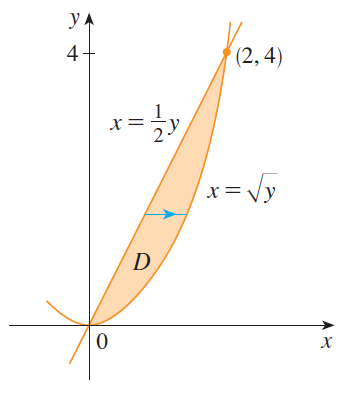 y
4
(2, 4)
x = 1/2 y
x = √y
D
0
x